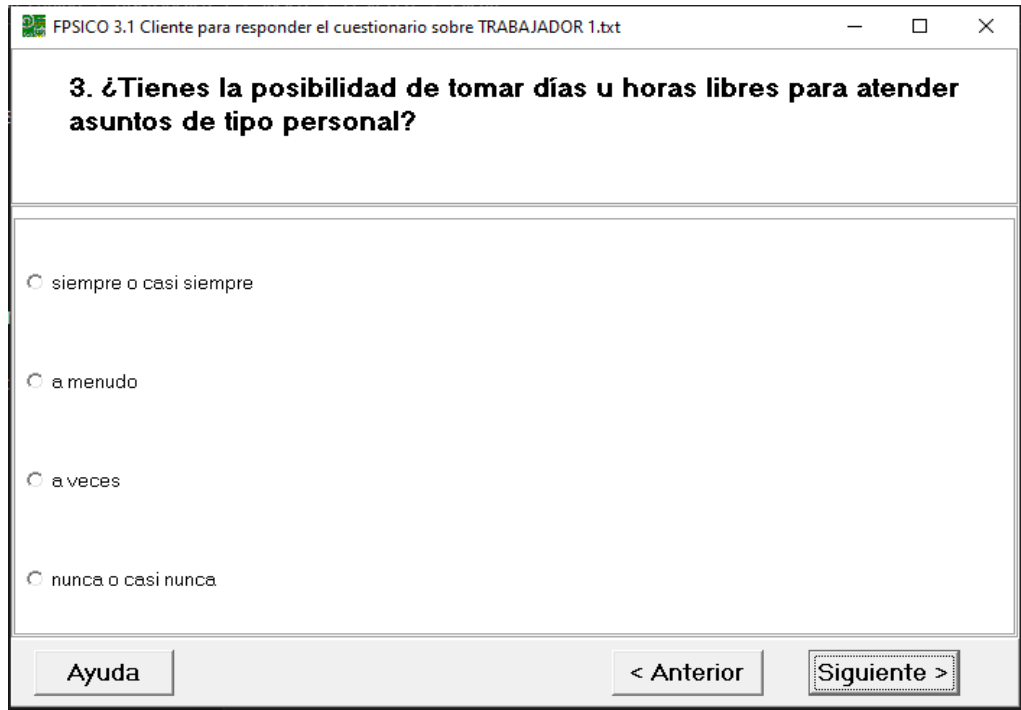 FPSICO 3.1 Cliente para responder el cuestionario sobre TRABAJADOR 1.txt
3. ¿Tienes la posibilidad de tomar días u horas libres para atender
asuntos de tipo personal?
siempre o casi siempre
a menudo
a veces
nunca o casi nunca
Ayuda
< Anterior
Siguiente >